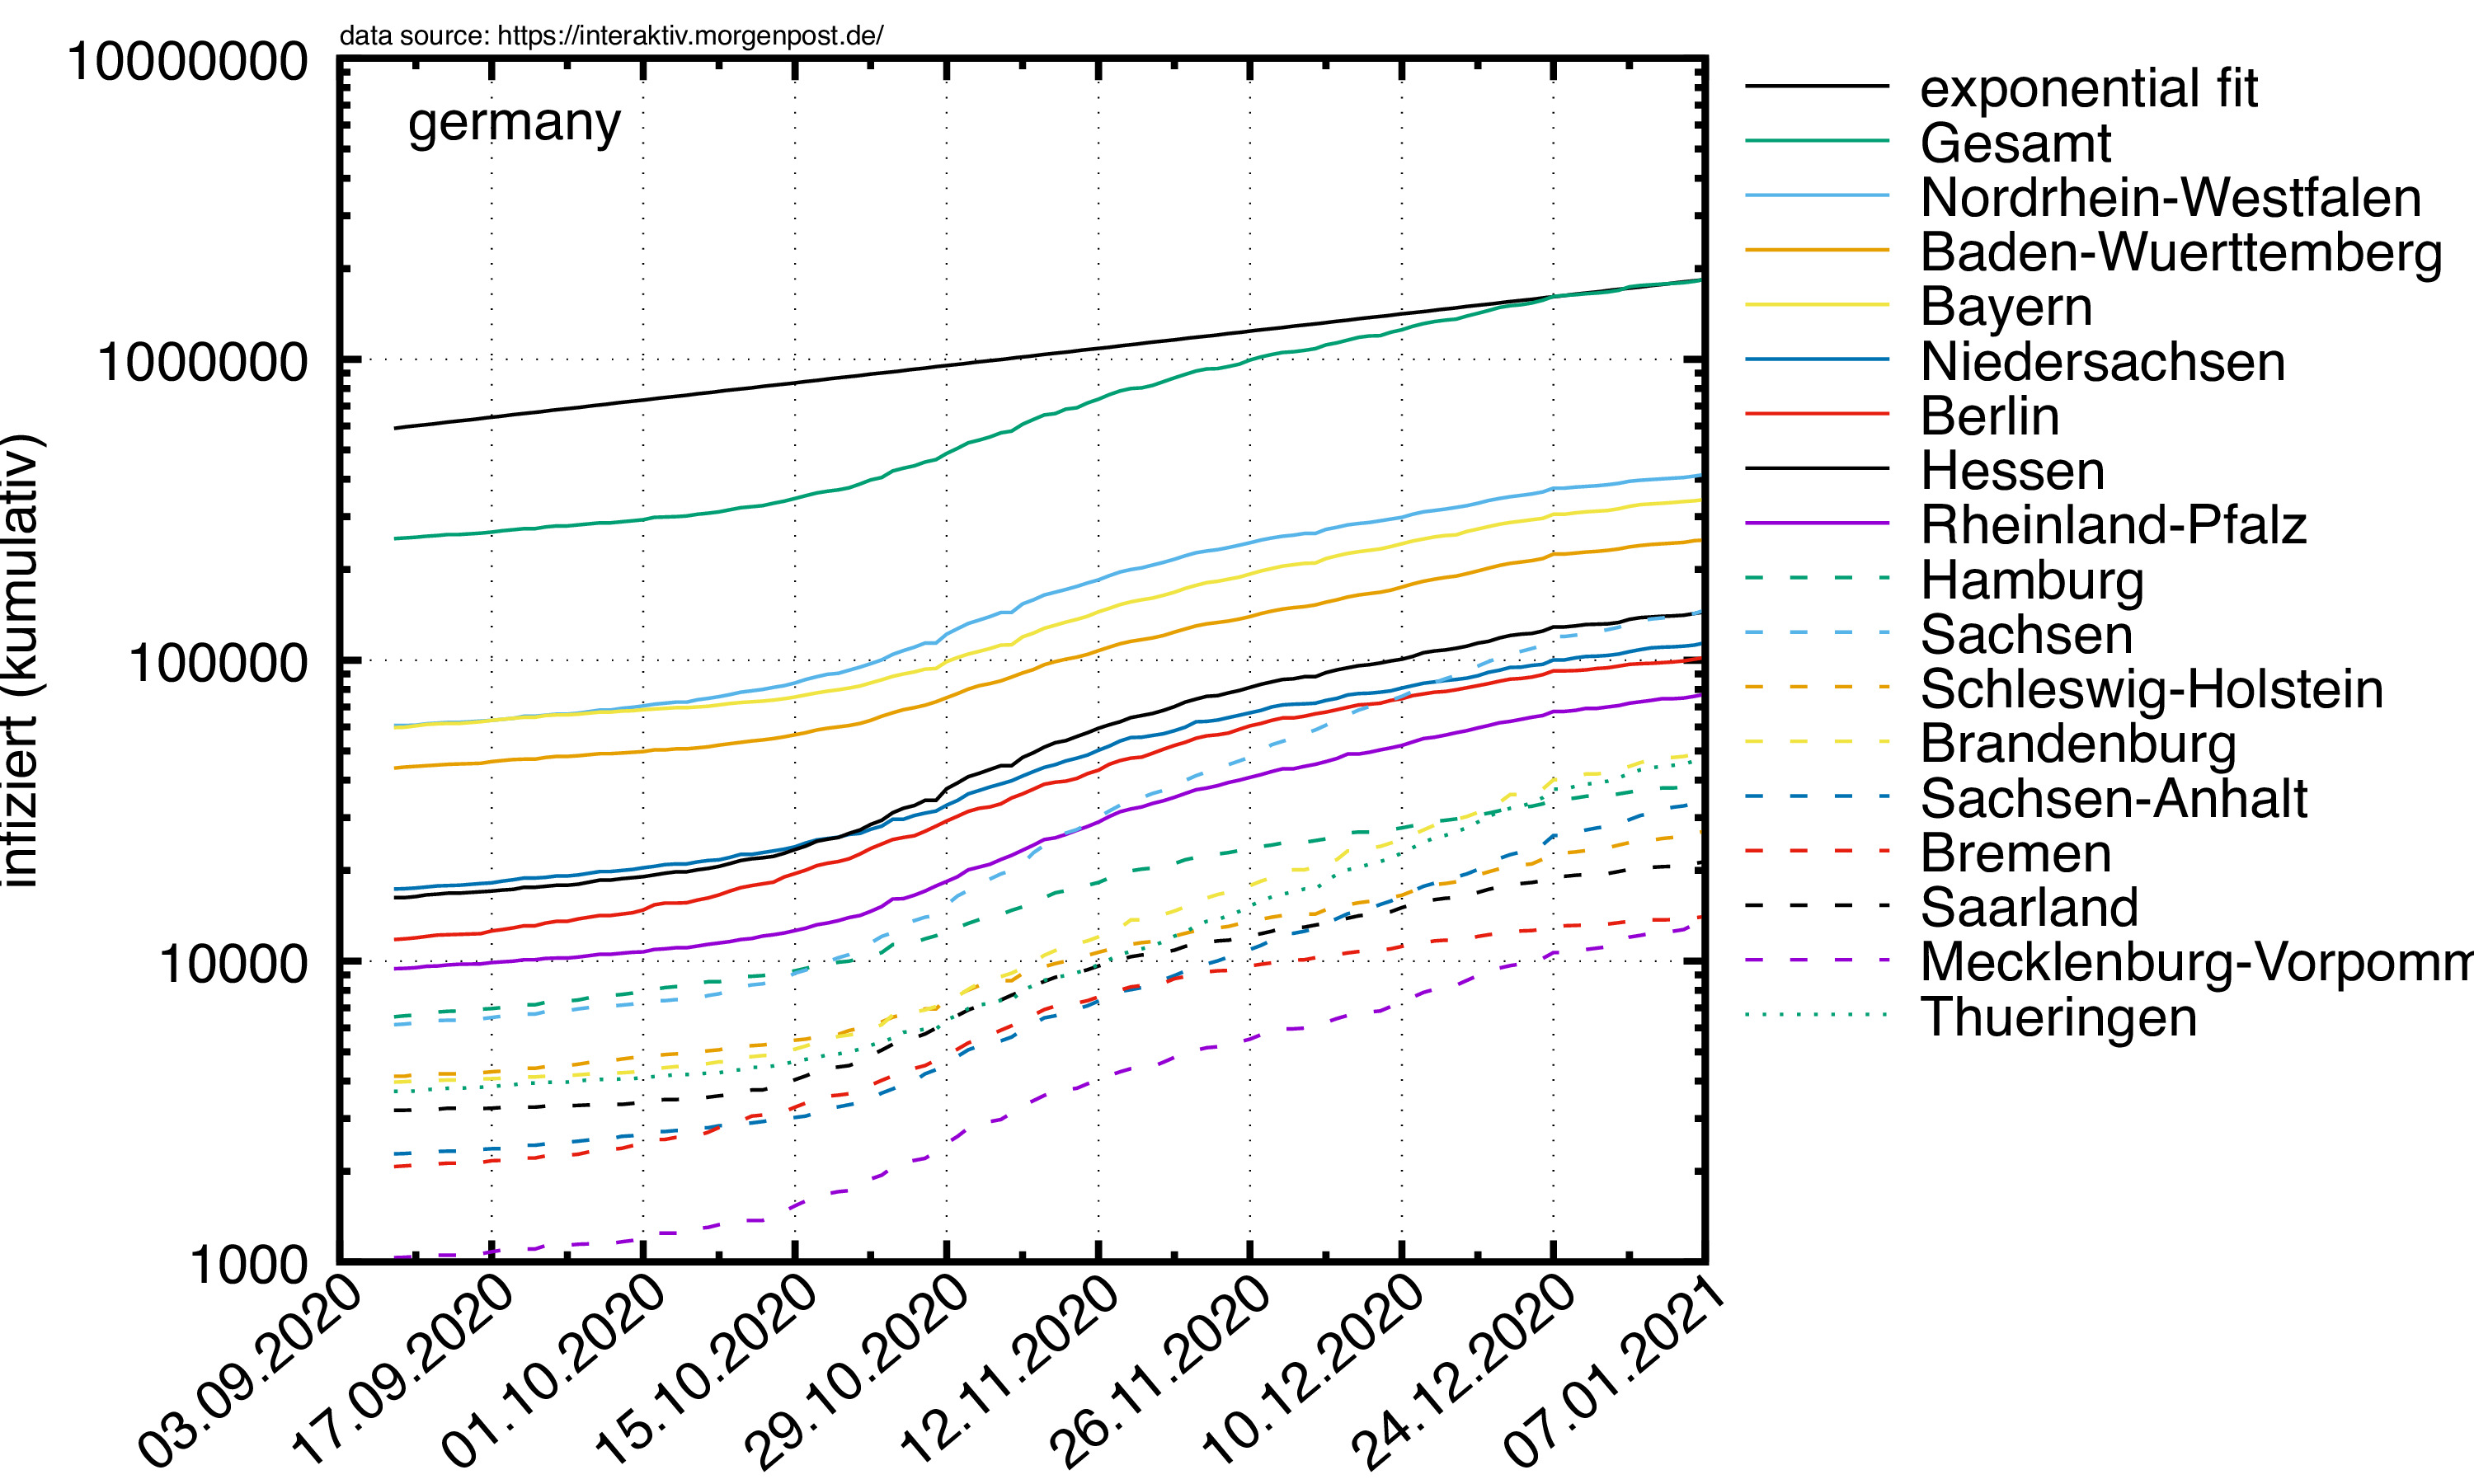 data source: https://interaktiv.morgenpost.de/
germany
infiziert (kumulativ)
10000000
1000000
100000
10000
1000
03.09.2020
17.09.2020
01.10.2020
15.10.2020
29.10.2020
12.11.2020
26.11.2020
10.12.2020
24.12.2020
07.01.2021
exponential fit
Gesamt
Nordrhein-Westfalen
Baden-Wuerttemberg
Bayern
Niedersachsen
Berlin
Hessen
Rheinland-Pfalz
Hamburg
Sachsen
Schleswig-Holstein
Brandenburg
Sachsen-Anhalt
Bremen
Saarland
Mecklenburg-Vorpomm
Thueringen